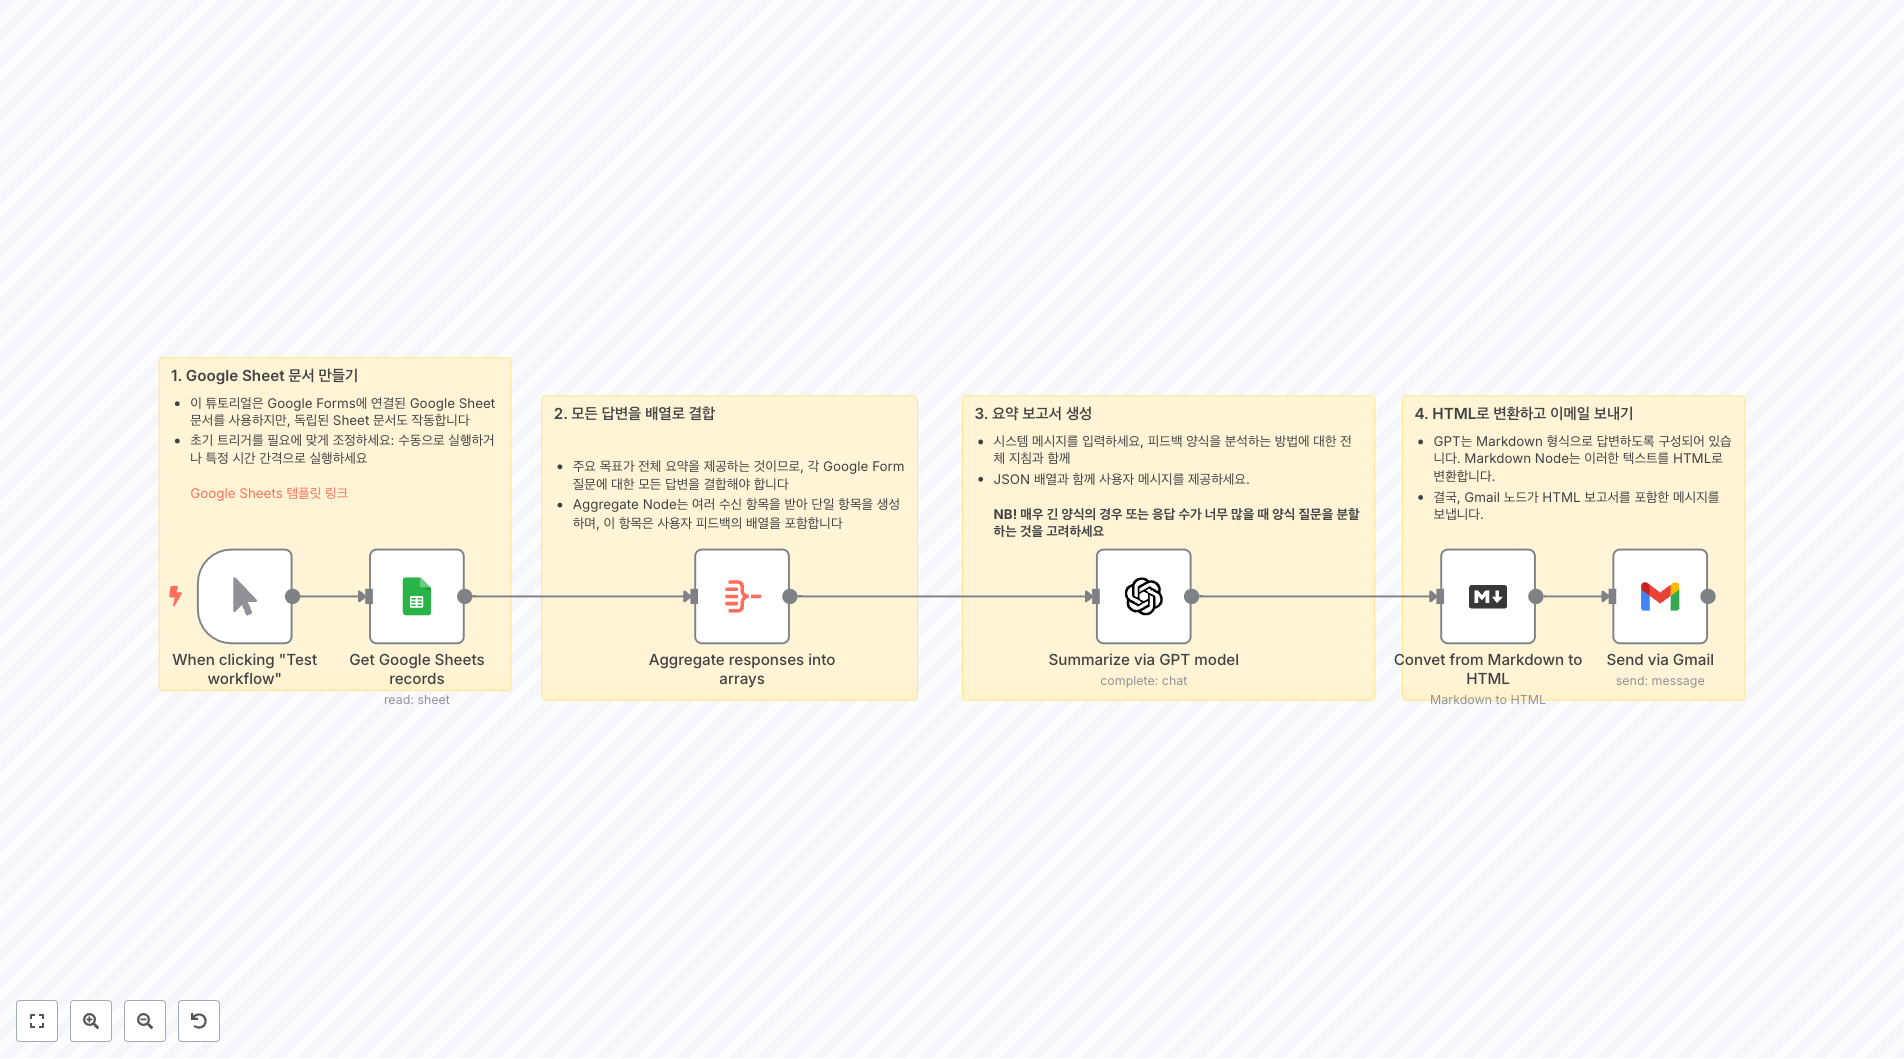 1. Google Sheet 문서 만들기
이 튜토리얼은 Google Forms에 연결된 Google Sheet
문서를 사용하지만, 독립된 Sheet 문서도 작동합니다
초기 트리거를 필요에 맞게 조정하세요: 수동으로 실행하거
나 특정 시간 간격으로 실행하세요
Google Sheets 템플릿 링크
When clicking "Test
workflow"
Get Google Sheets
records
read: sheet
2. 모든 답변을 배열로 결합
주요 목표가 전체 요약을 제공하는 것이므로, 각 Google Form
질문에 대한 모든 답변을 결합해야 합니다
Aggregate Node는 여러 수신 항목을 받아 단일 항목을 생성
하며, 이 항목은 사용자 피드백의 배열을 포함합니다
Aggregate responses into
arrays
3. 요약 보고서 생성
시스템 메시지를 입력하세요, 피드백 양식을 분석하는 방법에 대한 전
체 지침과 함께
JSON 배열과 함께 사용자 메시지를 제공하세요.
NB! 매우 긴 양식의 경우 또는 응답 수가 너무 많을 때 양식 질문을 분할
하는 것을 고려하세요
Summarize via GPT model
complete: chat
4. HTML로 변환하고 이메일 보내기
GPT는 Markdown 형식으로 답변하도록 구성되어 있습
니다. Markdown Node는 이러한 텍스트를 HTML로
변환합니다.
결국, Gmail 노드가 HTML 보고서를 포함한 메시지를
보냅니다.
Convet from Markdown to
HTML
Markdown to HTML
Send via Gmail
send: message